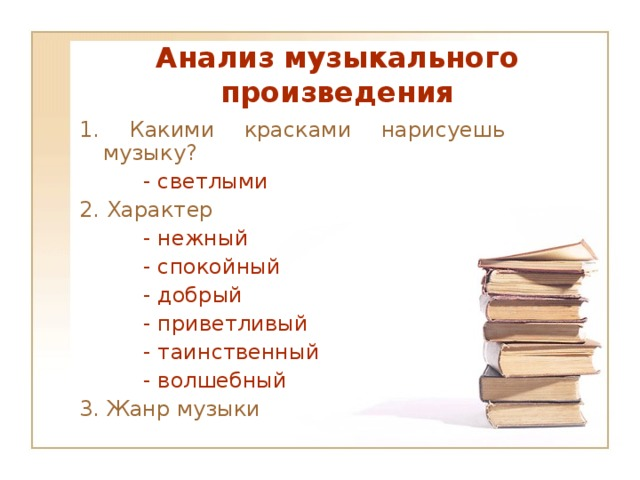 Анализ музыкального
произведения
1. Какими красками нарисуешь
музыку?
- светлыми
2. Характер
- нежный
- спокойный
- добрый
- приветливый
- таинственный
- волшебный
3. Жанр музыки